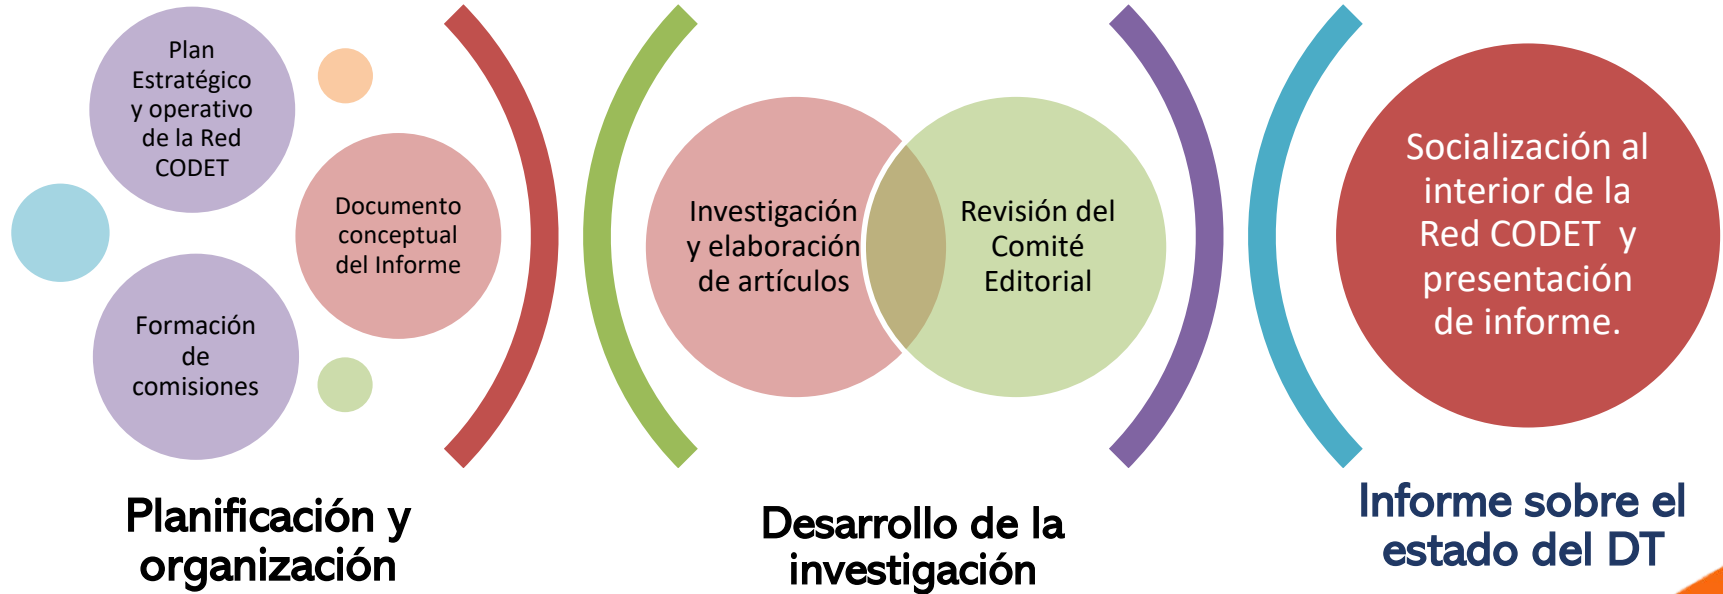 Plan
Estratégico
y operativo
de la Red
CODET
Documento
conceptual
del Informe
Formación
de
comisiones
Planificación y
organización
Investigación
y elaboración
de artículos
Revisión del
Comité
Editorial
Desarrollo de la
investigación
Socialización al
interior de la
Red CODET y
presentación
de informe.
Informe sobre el
estado del DT